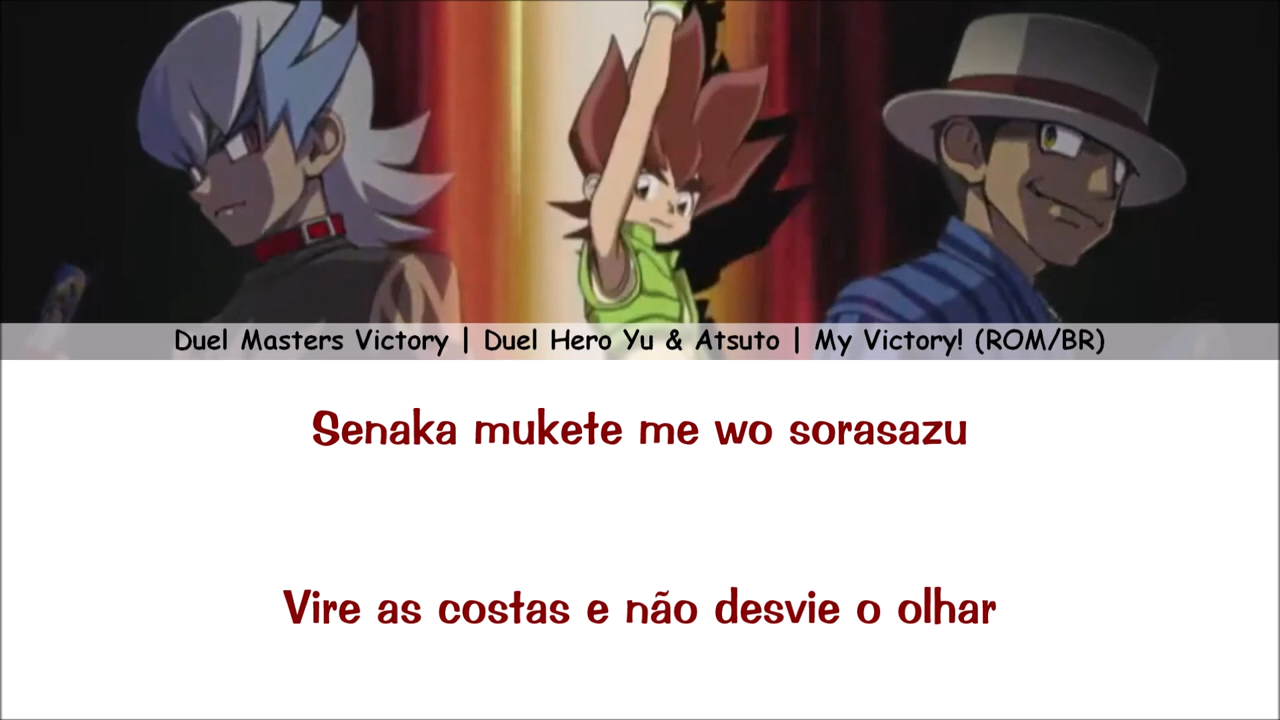 Duel Masters Victory | Duel Hero Yu & Atsuto | My Victory! (ROM/BR)
Senaka mukete me wo sorasazu
Vire as costas e não desvie o olhar